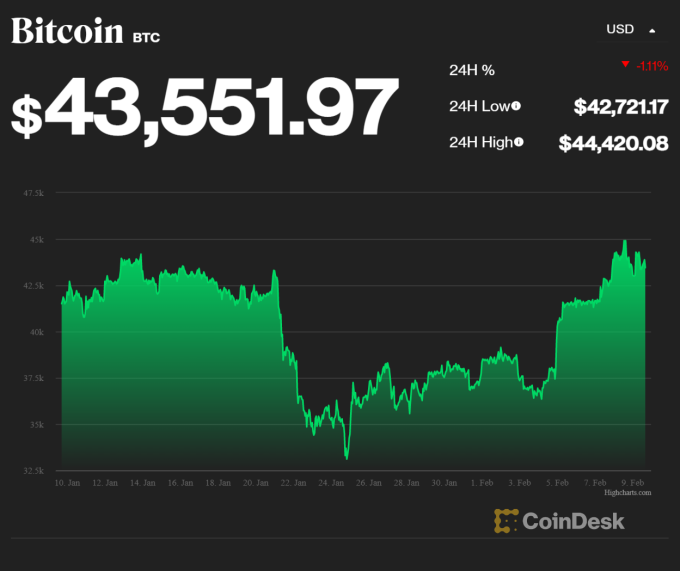 Bitcoin BTC
USD
$43,551.97
24H % -1.11%
24H Low $42,721.17
24H High $44,420.08
47.5k
45k
42.5k
40k
37.5k
35k
32.5k
10. Jan 12. Jan 14. Jan 16. Jan 18. Jan 20. Jan 22. Jan 24. Jan 26. Jan 28. Jan 30. Jan 1. Feb 3. Feb 5. Feb 7. Feb 9. Feb
Highcharts.com
CoinDesk